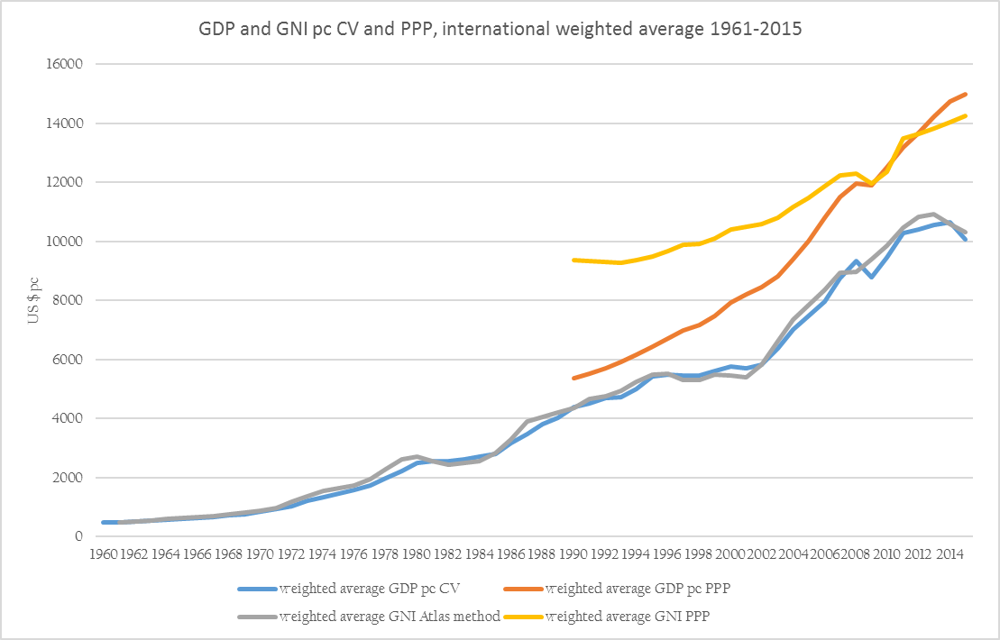 GDP and GNI pc CV and PPP, international weighted average 1961-2015
16000
14000
12000
10000
8000
6000
4000
2000
0
US $ pc
1960 1962 1964 1966 1968 1970 1972 1974 1976 1978 1980 1982 1984 1986 1988 1990 1992 1994 1996 1998 2000 2002 2004 2006 2008 2010 2012 2014
weighted average GDP pc CV weighted average GDP pc PPP
weighted average GNI Atlas method weighted average GNI PPP